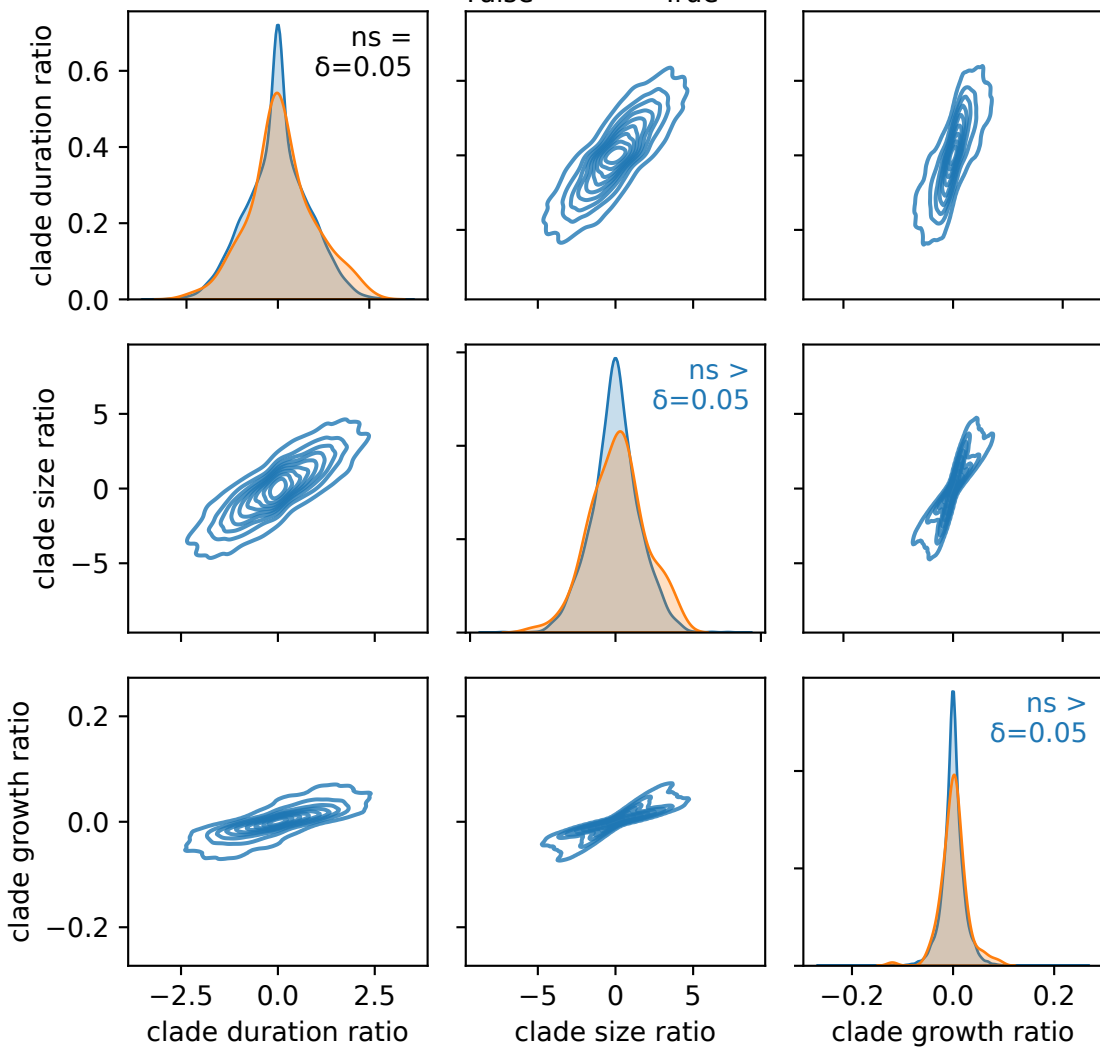 ns =
δ=0.05
clade duration ratio
0.6
0.4
0.2
0.0
ns >
δ=0.05
clade size ratio
5
0
−5
ns >
δ=0.05
clade growth ratio
0.2
0.0
−0.2
−2.5 0.0 2.5 −5 0 5 −0.2 0.0 0.2
clade duration ratio clade size ratio clade growth ratio